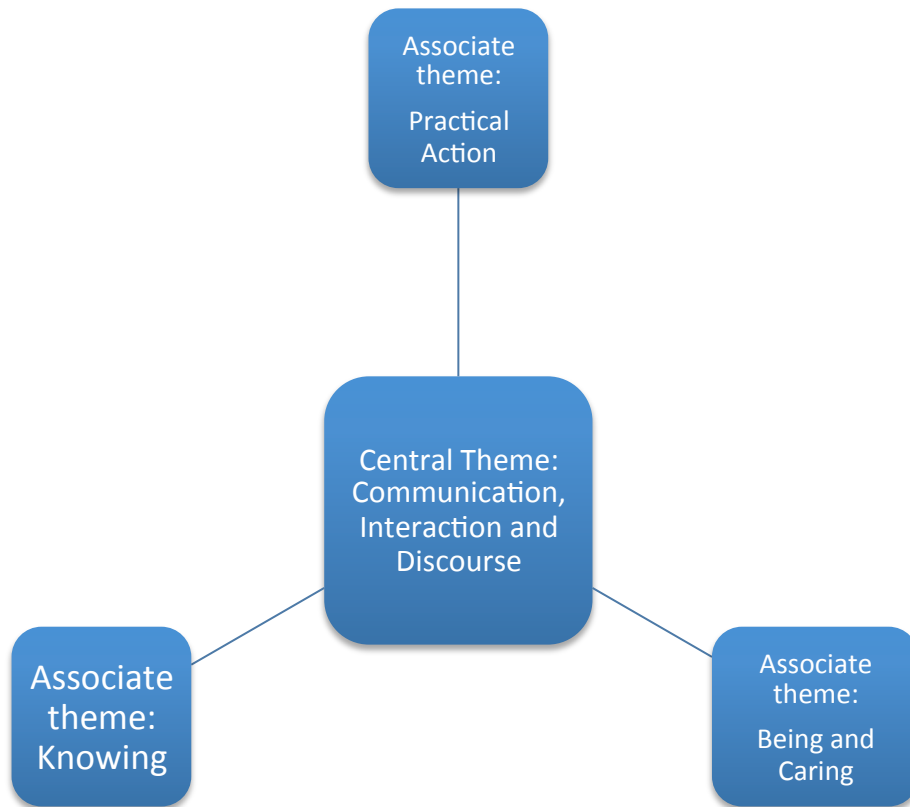 Associate
theme:
Practical
Action
Central Theme:
Communication,
Interaction and
Discourse
Associate
theme:
Knowing
Associate
theme:
Being and
Caring